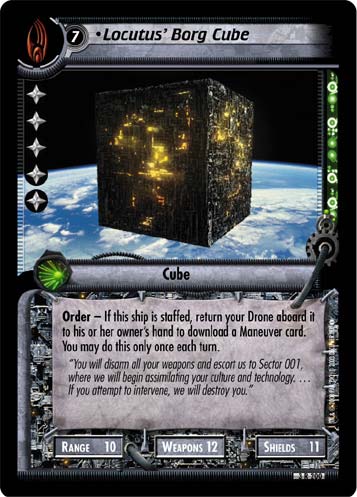 7
•Locutus' Borg Cube
Cube
Order – If this ship is staffed, return your Drone aboard it
to his or her owner's hand to download a Maneuver card.
You may do this only once each turn.
"You will disarm all your weapons and escort us to Sector 001,
where we will begin assimilating your culture and technology. …
If you attempt to intervene, we will destroy you."
RANGE 10 WEAPONS 12 SHIELDS 11
3 R 100